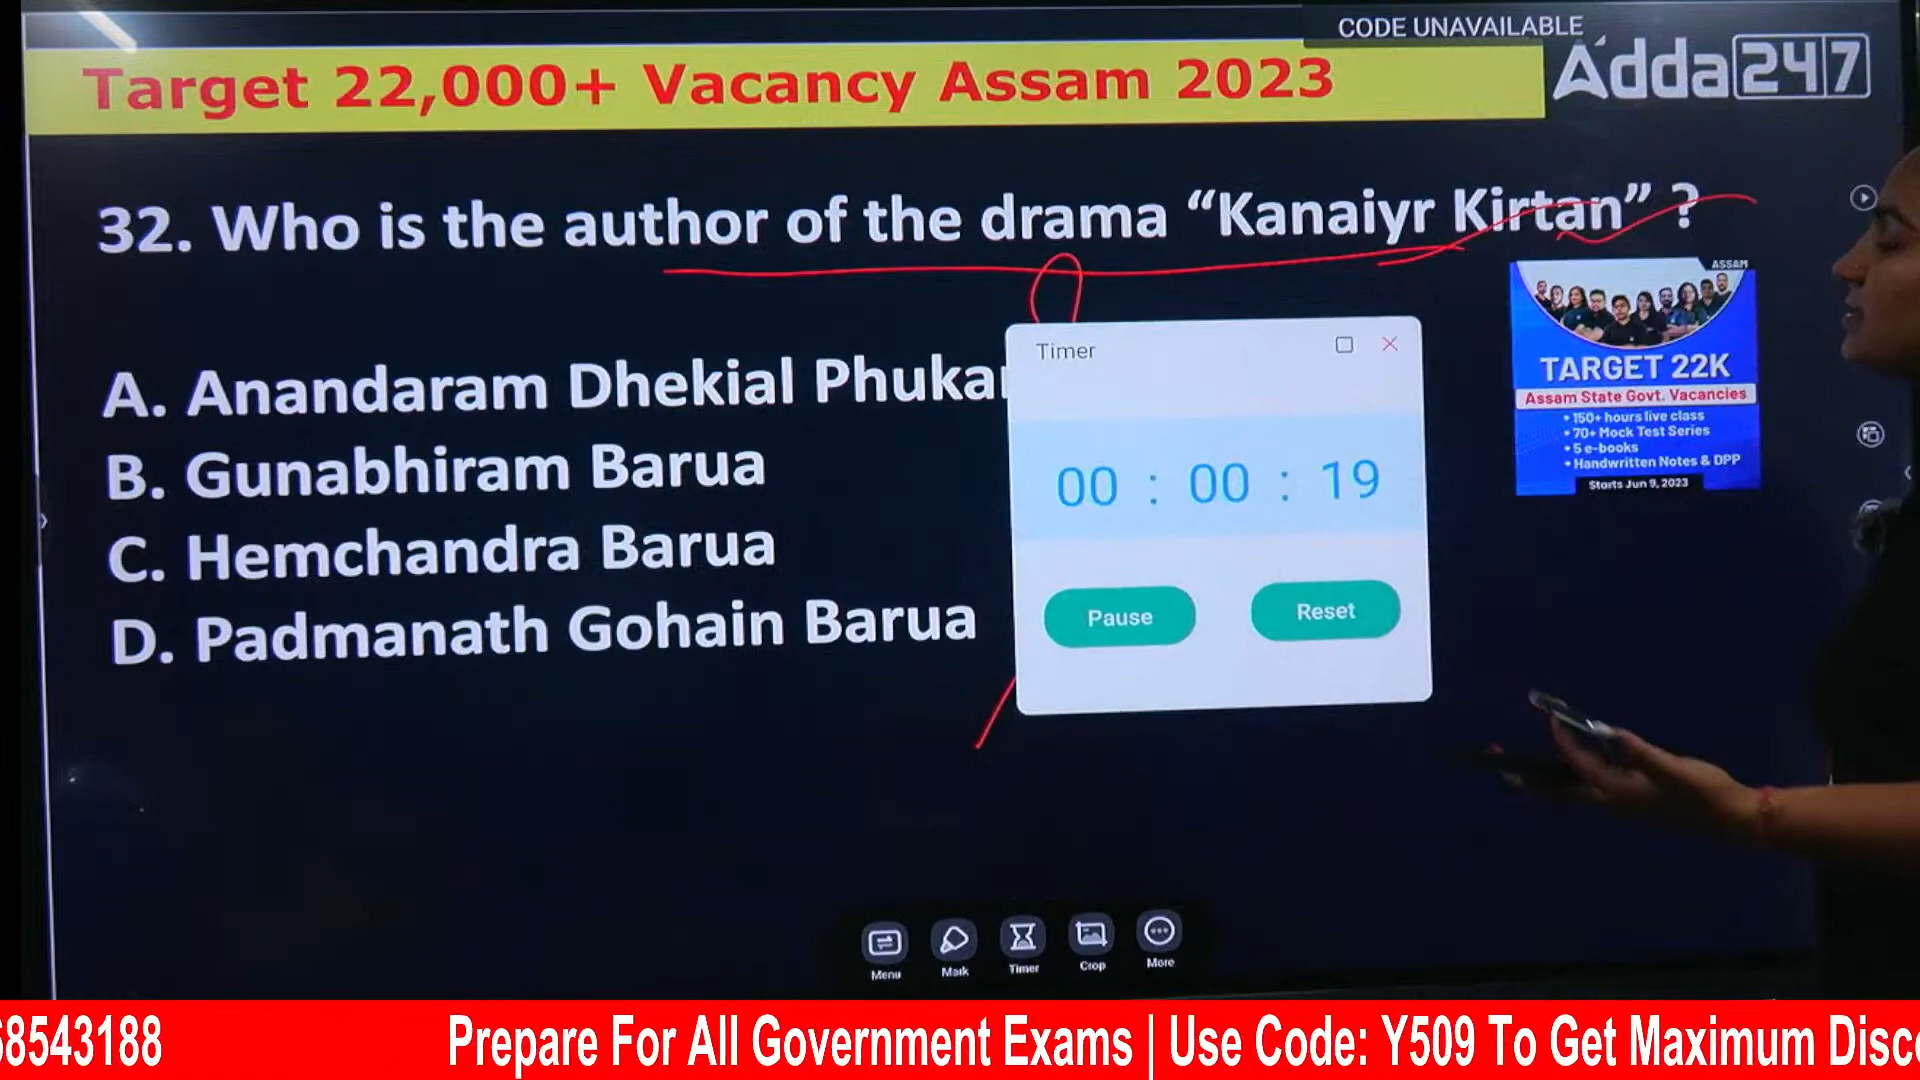 CODE UNAVAILABLE
Target 22,000+ Vacancy Assam 2023
Adda247
32. Who is the author of the drama “Kanaiyr Kirtan” ?
A. Anandaram Dhekial Phukan
B. Gunabhiram Barua
C. Hemchandra Barua
D. Padmanath Gohain Barua
Timer
00 : 00 : 19
Pause
Reset
ASSAM
TARGET 22K
Assam State Govt. Vacancies
• 150+ hours live class
• 70+ Mock Test Series
• 5 e-books
• Handwritten Notes & DPP
Starts Jun 9, 2023
Menu
Mark
Timer
Crop
More
68543188
Prepare For All Government Exams | Use Code: Y509 To Get Maximum Disc